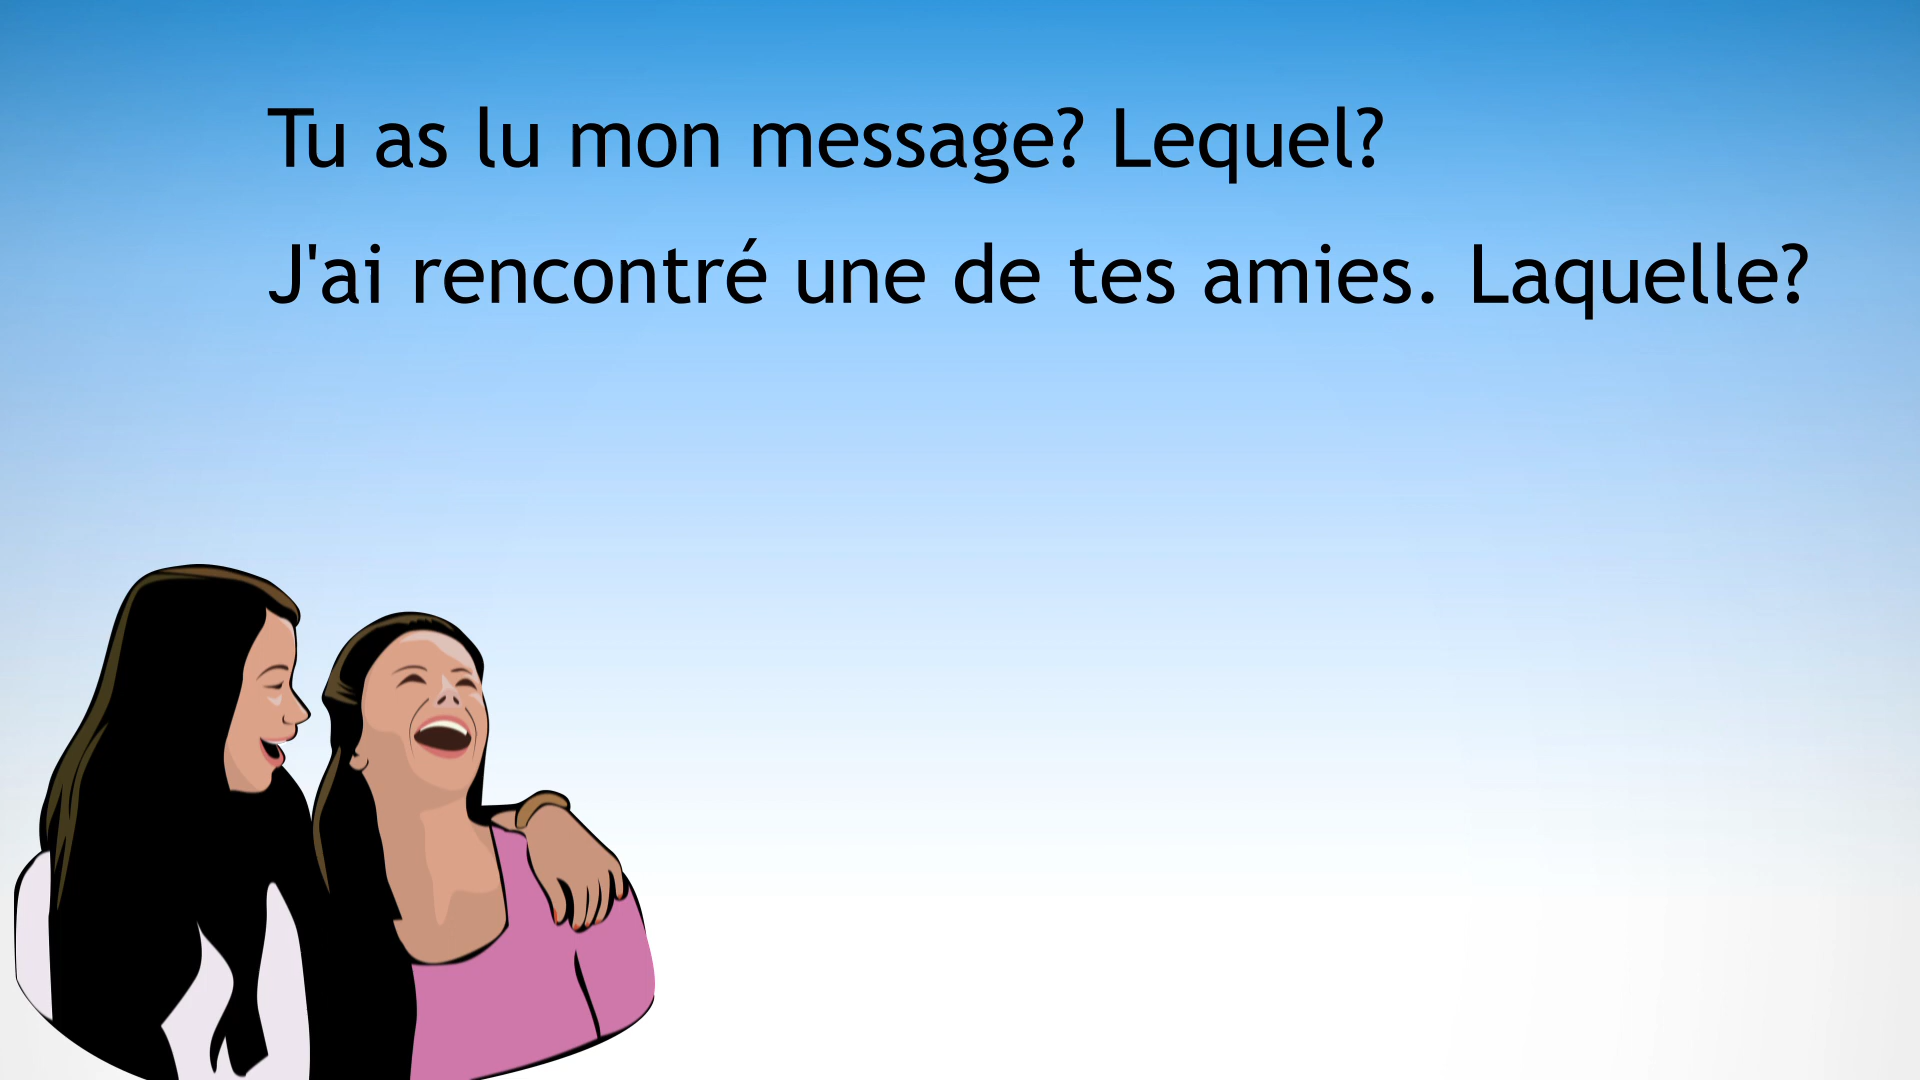 Tu as lu mon message? Lequel?
J'ai rencontré une de tes amies. Laquelle?